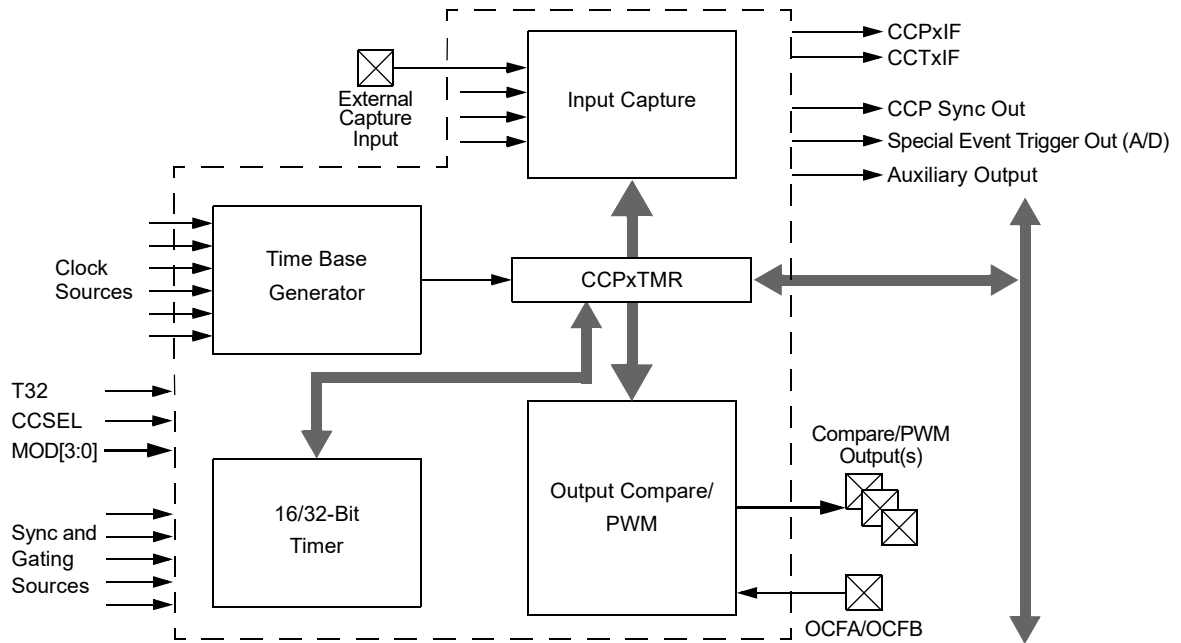 CCPxIF
CCTxIF
External
Capture
Input
Input Capture
CCP Sync Out
Special Event Trigger Out (A/D)
Auxiliary Output
Clock
Sources
Time Base
Generator
CCPxTMR
T32
CCSEL
MOD[3:0]
Sync and
Gating
Sources
16/32-Bit
Timer
Output Compare/
PWM
Compare/PWM
Output(s)
OCFA/OCFB